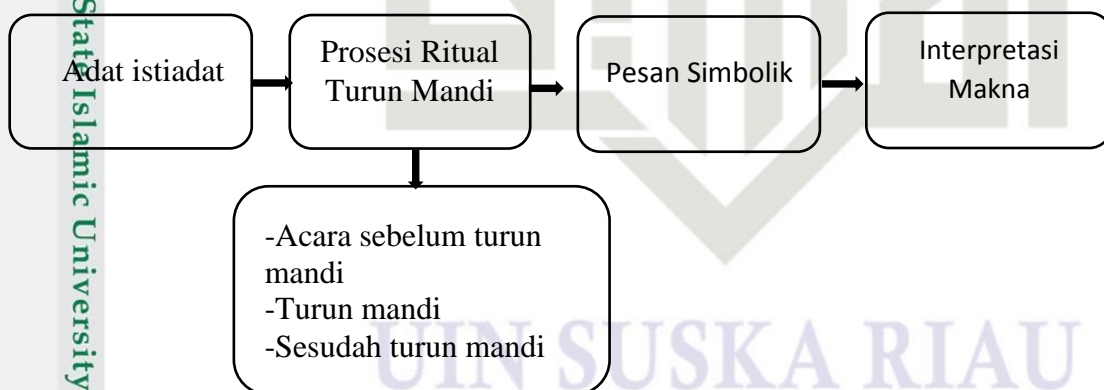 State Islamic University
Adat istiadat
Prosesi Ritual
Turun Mandi
Pesan Simbolik
Interpretasi
Makna
-Acara sebelum turun
mandi
-Turun mandi
-Sesudah turun mandi
UIN SUSKA RIAU